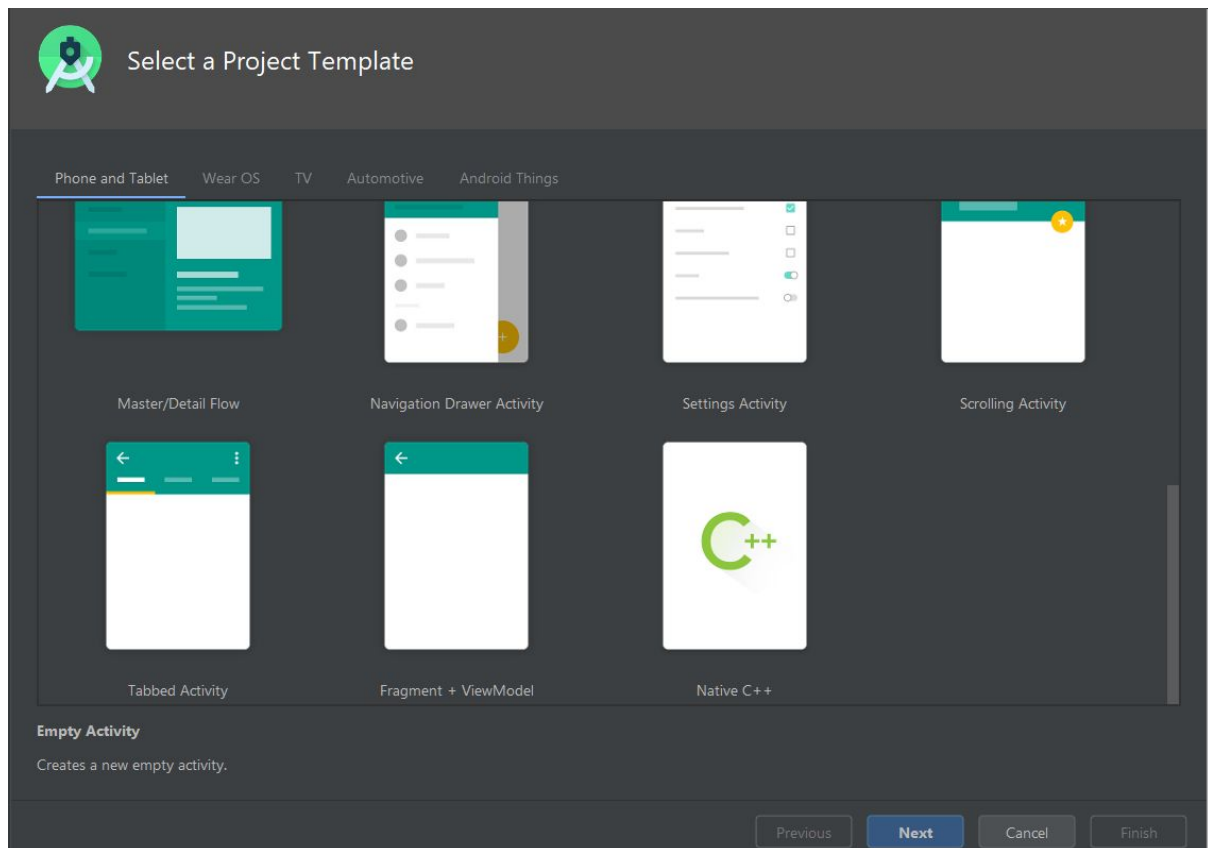 Select a Project Template
Phone and Tablet Wear OS TV Automotive Android Things
Master/Detail Flow Navigation Drawer Activity Settings Activity Scrolling Activity
C++
Tabbed Activity Fragment + ViewModel Native C++
Empty Activity
Creates a new empty activity.
Previous Next Cancel Finish